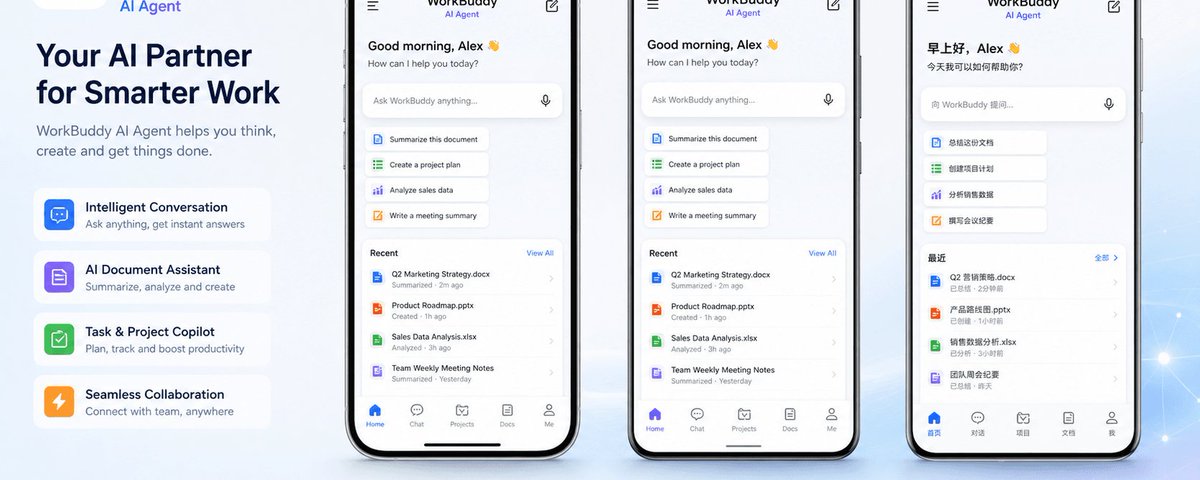 AI Agent
Your AI Partner
for Smarter Work
WorkBuddy AI Agent helps you think,
create and get things done.
Intelligent Conversation
Ask anything, get instant answers
AI Document Assistant
Summarize, analyze and create
Task & Project Copilot
Plan, track and boost productivity
Seamless Collaboration
Connect with team, anywhere
WorkBuddy
AI Agent
Good morning, Alex 👋
How can I help you today?
Ask WorkBuddy anything...
Summarize this document
Create a project plan
Analyze sales data
Write a meeting summary
Recent View All
Q2 Marketing Strategy.docx
Summarized · 2m ago
Product Roadmap.pptx
Created · 1h ago
Sales Data Analysis.xlsx
Analyzed · 3h ago
Team Weekly Meeting Notes
Summarized · Yesterday
Home Chat Projects Docs Me
WorkBuddy
AI Agent
Good morning, Alex 👋
How can I help you today?
Ask WorkBuddy anything...
Summarize this document
Create a project plan
Analyze sales data
Write a meeting summary
Recent View All
Q2 Marketing Strategy.docx
Summarized · 2m ago
Product Roadmap.pptx
Created · 1h ago
Sales Data Analysis.xlsx
Analyzed · 3h ago
Team Weekly Meeting Notes
Summarized · Yesterday
Home Chat Projects Docs Me
WorkBuddy
AI Agent
早上好，Alex 👋
今天我可以如何帮助你?
向 WorkBuddy 提问...
总结这份文档
创建项目计划
分析销售数据
撰写会议纪要
最近 全部
Q2 营销策略.docx
已总结 · 2分钟前
产品路线图.pptx
已创建 · 1小时前
销售数据分析.xlsx
已分析 · 3小时前
团队周会纪要
已总结 · 昨天
首页 对话 项目 文档 我